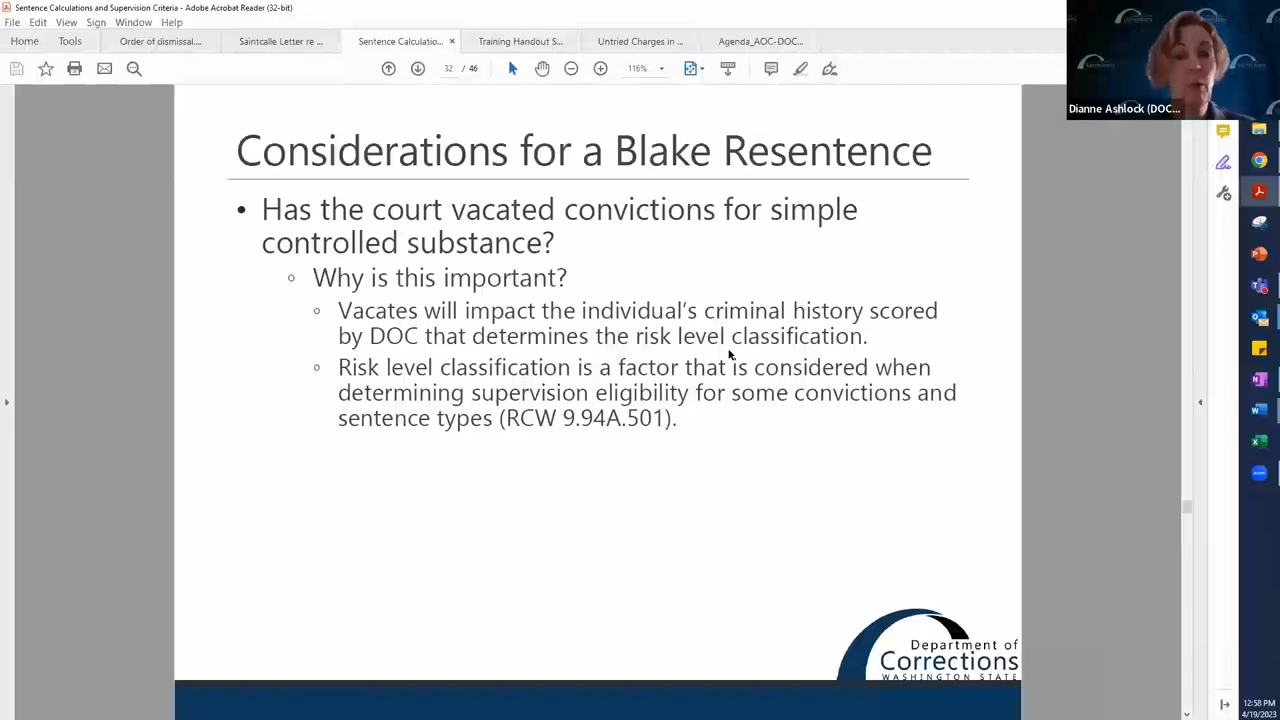 Sentence Calculations and Supervision Criteria - Adobe Acrobat Reader (32-bit)
File Edit View Sign Window Help
Home Tools Order of dismissal.... Saintcalle Letter re ... Sentence Calculatio... × Training Handout S... Untried Charges in ... Agenda_AOC-DOC...
32 / 46 116%
Dianne Ashlock (DOC...
Considerations for a Blake Resentence
• Has the court vacated convictions for simple
controlled substance?
◦ Why is this important?
◦ Vacates will impact the individual’s criminal history scored
by DOC that determines the risk level classification.
◦ Risk level classification is a factor that is considered when
determining supervision eligibility for some convictions and
sentence types (RCW 9.94A.501).
Department of
Corrections
WASHINGTON STATE
12:58 PM
4/19/2023